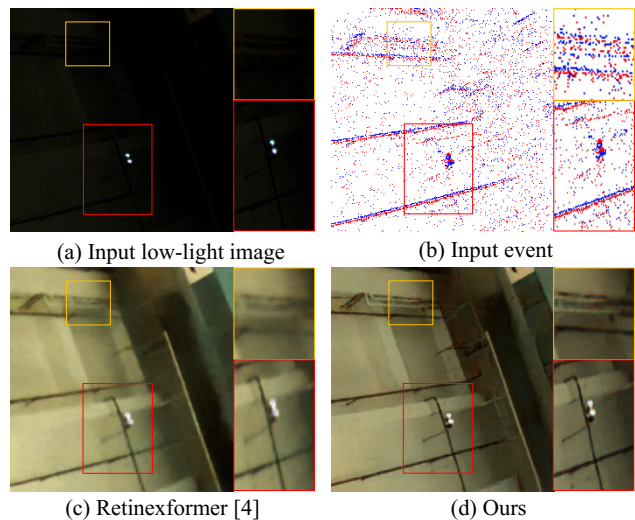 (a) Input low-light image
(b) Input event
(c) Retinexformer [4]
(d) Ours